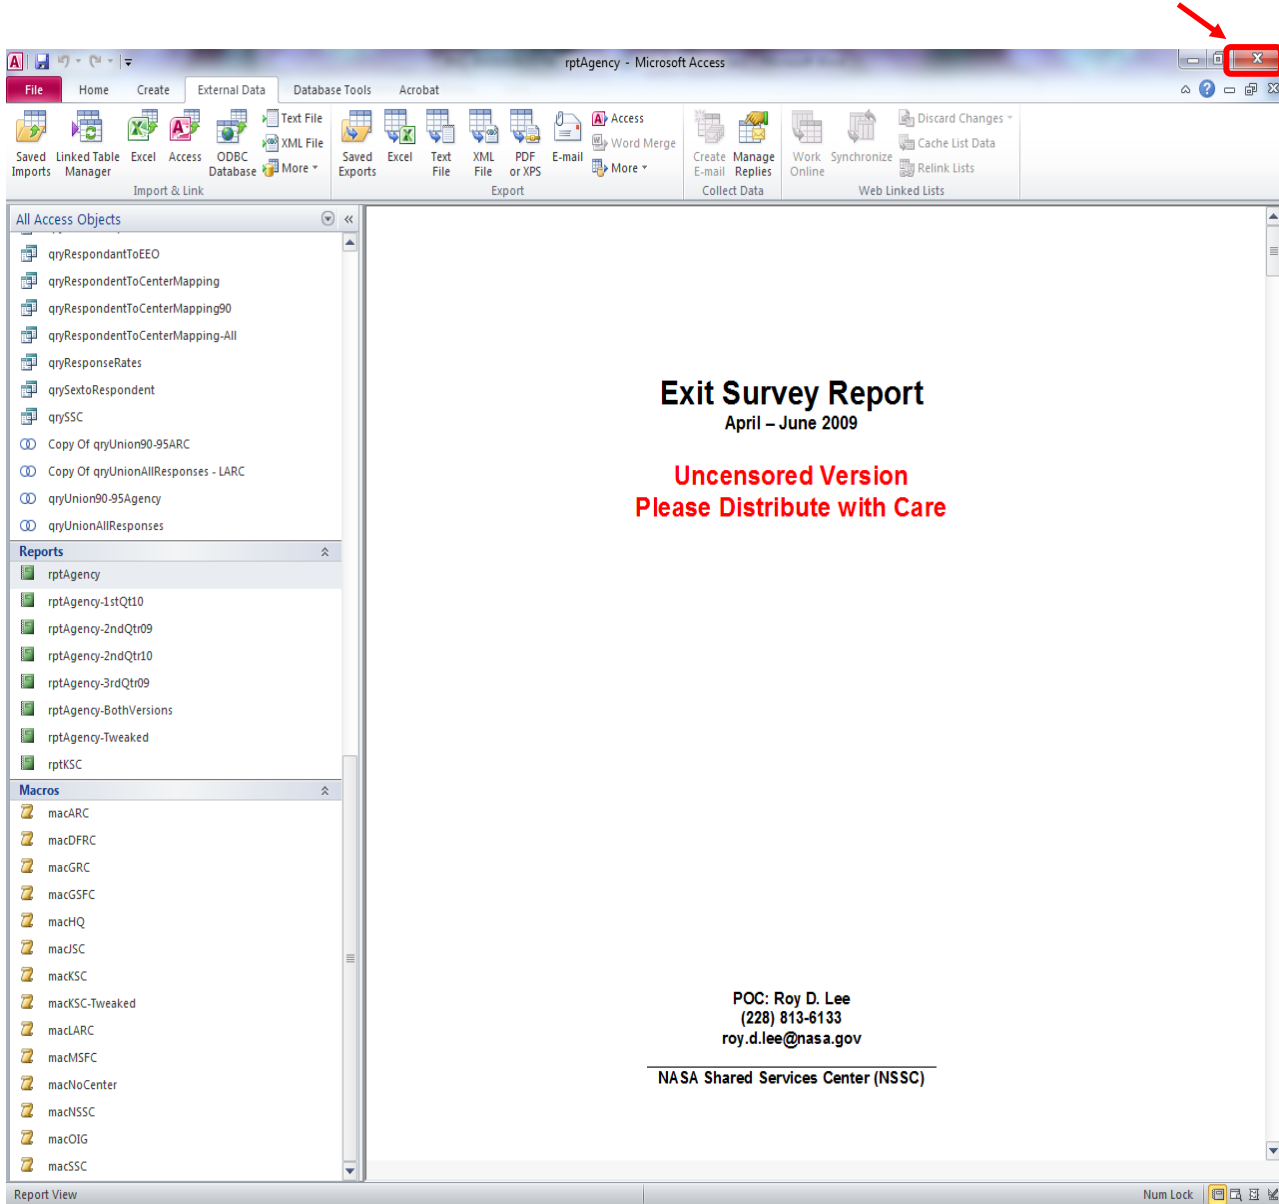 rptAgency - Microsoft Access
File Home Create External Data Database Tools Acrobat
Saved Imports
Linked Table Manager
Excel
Access
ODBC Database
Text File
XML File
More
Import & Link
Saved Exports
Excel
Text File
XML File
PDF or XPS
E-mail
Access
Word Merge
More
Export
Create E-mail
Manage Replies
Collect Data
Work Online
Synchronize
Discard Changes
Cache List Data
Relink Lists
Web Linked Lists
All Access Objects
qryRespondantToEEO
qryRespondentToCenterMapping
qryRespondentToCenterMapping90
qryRespondentToCenterMapping-All
qryResponseRates
qrySextoRespondent
qrySSC
Copy Of qryUnion90-95ARC
Copy Of qryUnionAllResponses - LARC
qryUnion90-95Agency
qryUnionAllResponses
Reports
rptAgency
rptAgency-1stQt10
rptAgency-2ndQtr09
rptAgency-2ndQtr10
rptAgency-3rdQtr09
rptAgency-BothVersions
rptAgency-Tweaked
rptKSC
Macros
macARC
macDFRC
macGRC
macGSFC
macHQ
macJSC
macKSC
macKSC-Tweaked
macLARC
macMSFC
macNoCenter
macNSSC
macOIG
macSSC
Exit Survey Report
April – June 2009
Uncensored Version
Please Distribute with Care
POC: Roy D. Lee
(228) 813-6133
roy.d.lee@nasa.gov
NASA Shared Services Center (NSSC)
Report View
Num Lock